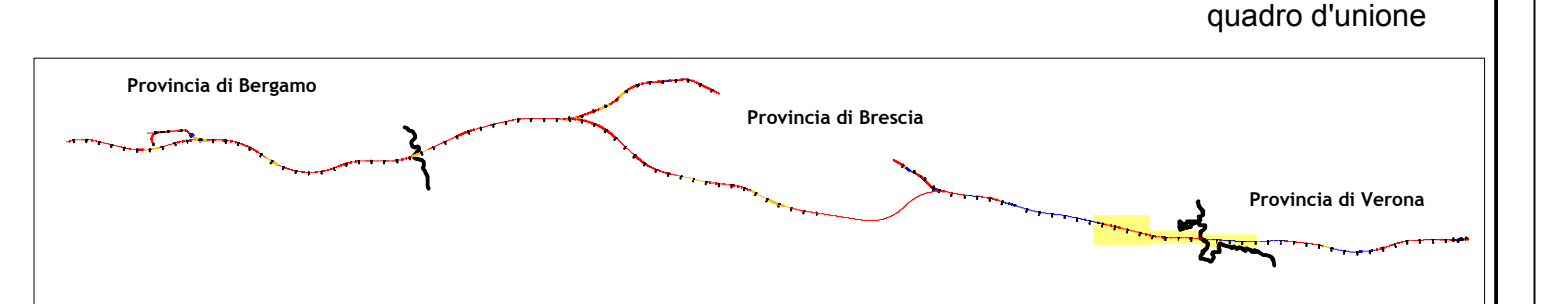 quadro d'unione
Provincia di Bergamo
Provincia di Brescia
Provincia di Verona